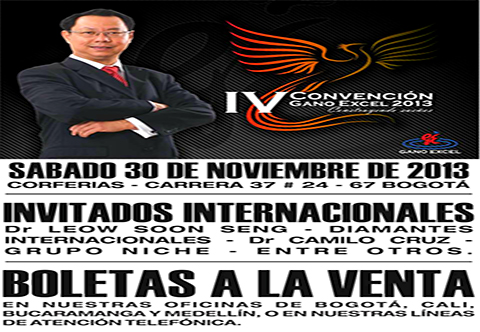 IV CONVENCIÓN
GANO EXCEL 2013
Construyendo sueños
GANO EXCEL
SABADO 30 DE NOVIEMBRE DE 2013
CORFERIAS - CARRERA 37 # 24 - 67 BOGOTÁ
INVITADOS INTERNACIONALES
Dr LEOW SOON SENG - DIAMANTES
INTERNACIONALES - Dr CAMILO CRUZ -
GRUPO NICHE - ENTRE OTROS.
BOLETAS A LA VENTA
EN NUESTRAS OFICINAS DE BOGOTÁ, CALI,
BUCARAMANGA Y MEDELLÍN, O EN NUESTRAS LÍNEAS
DE ATENCIÓN TELEFÓNICA.